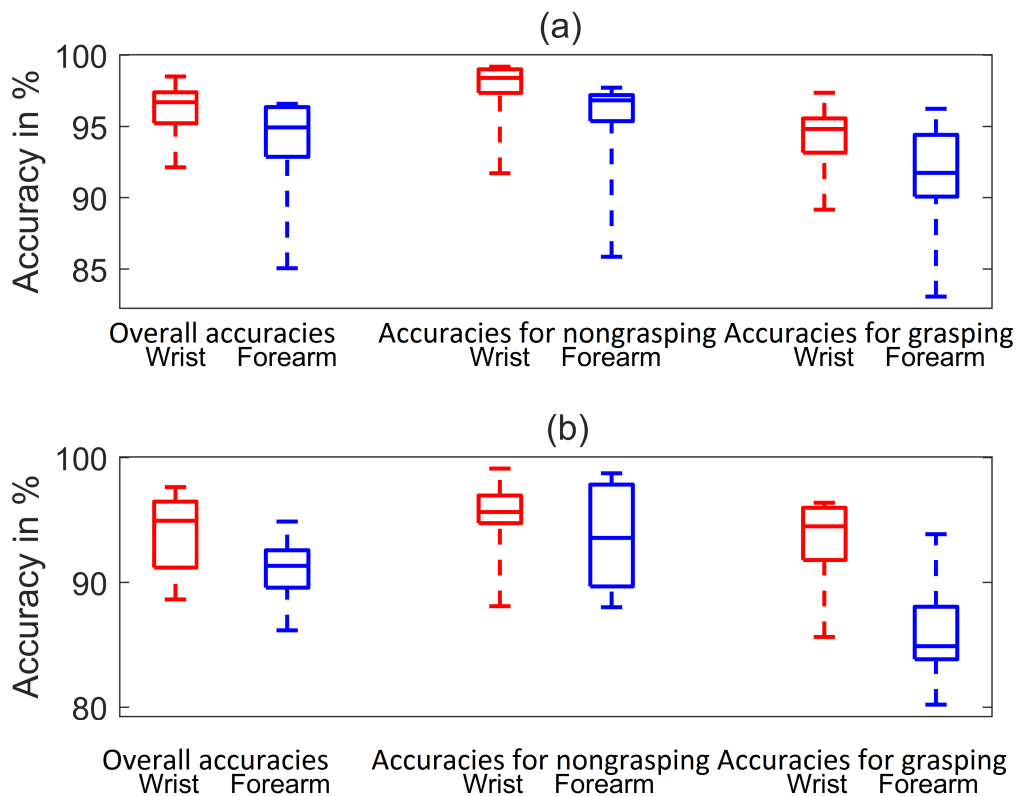 (a)
Accuracy in %
100
95
90
85
Overall accuracies Accuracies for nongrasping Accuracies for grasping
Wrist Forearm Wrist Forearm Wrist Forearm
(b)
Accuracy in %
100
90
80
Overall accuracies Accuracies for nongrasping Accuracies for grasping
Wrist Forearm Wrist Forearm Wrist Forearm